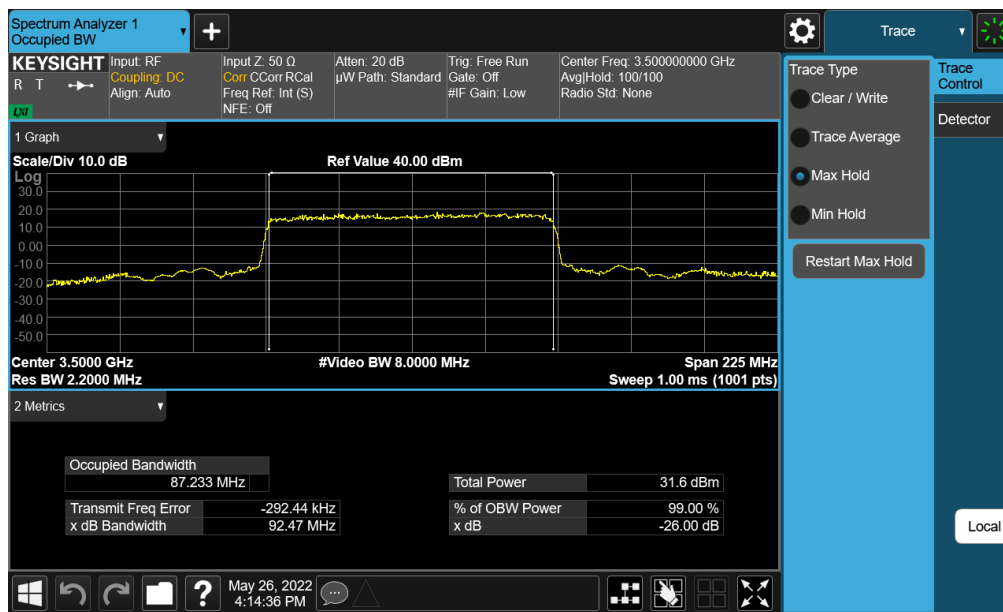 Spectrum Analyzer 1
Occupied BW
+
Trace
KEYSIGHT
R T
LXI
Input: RF
Coupling: DC
Align: Auto
Input Z: 50 Ω
Corr CCorr RCal
Freq Ref: Int (S)
NFE: Off
Atten: 20 dB
µW Path: Standard
Trig: Free Run
Gate: Off
#IF Gain: Low
Center Freq: 3.500000000 GHz
Avg|Hold: 100/100
Radio Std: None
Trace Type
Clear / Write
Trace Average
Max Hold
Min Hold
Restart Max Hold
Trace
Control
Detector
1 Graph
Scale/Div 10.0 dB
Ref Value 40.00 dBm
Log
30.0
20.0
10.0
0.00
-10.0
-20.0
-30.0
-40.0
-50.0
Center 3.5000 GHz
#Video BW 8.0000 MHz
Span 225 MHz
Res BW 2.2000 MHz
Sweep 1.00 ms (1001 pts)
2 Metrics
Occupied Bandwidth
87.233 MHz
Total Power 31.6 dBm
Transmit Freq Error -292.44 kHz
% of OBW Power 99.00 %
x dB Bandwidth 92.47 MHz
x dB -26.00 dB
Local
?
May 26, 2022
4:14:36 PM